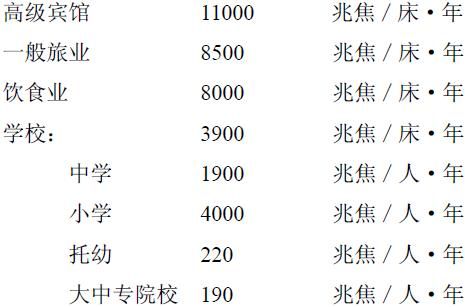 高级宾馆 11000 兆焦／床·年
一般旅业 8500 兆焦／床·年
饮食业 8000 兆焦／床·年
学校： 3900 兆焦／床·年
中学 1900 兆焦／人·年
小学 4000 兆焦／人·年
托幼 220 兆焦／人·年
大中专院校 190 兆焦／人·年